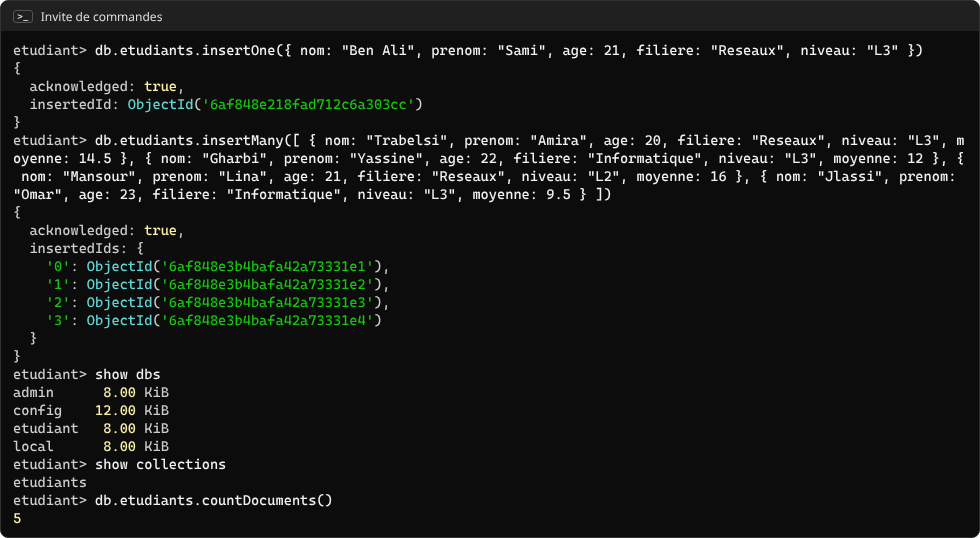 Invite de commandes
etudiant> db.etudiants.insertOne({ nom: "Ben Ali", prenom: "Sami", age: 21, filiere: "Reseaux", niveau: "L3" })
{
  acknowledged: true,
  insertedId: ObjectId('6af848e218fad712c6a303cc')
}
etudiant> db.etudiants.insertMany([ { nom: "Trabelsi", prenom: "Amira", age: 20, filiere: "Reseaux", niveau: "L3", m
oyenne: 14.5 }, { nom: "Gharbi", prenom: "Yassine", age: 22, filiere: "Informatique", niveau: "L3", moyenne: 12 }, {
 nom: "Mansour", prenom: "Lina", age: 21, filiere: "Reseaux", niveau: "L2", moyenne: 16 }, { nom: "Jlassi", prenom:
"Omar", age: 23, filiere: "Informatique", niveau: "L3", moyenne: 9.5 } ])
{
  acknowledged: true,
  insertedIds: {
    '0': ObjectId('6af848e3b4bafa42a73331e1'),
    '1': ObjectId('6af848e3b4bafa42a73331e2'),
    '2': ObjectId('6af848e3b4bafa42a73331e3'),
    '3': ObjectId('6af848e3b4bafa42a73331e4')
  }
}
etudiant> show dbs
admin      8.00 KiB
config    12.00 KiB
etudiant   8.00 KiB
local      8.00 KiB
etudiant> show collections
etudiants
etudiant> db.etudiants.countDocuments()
5